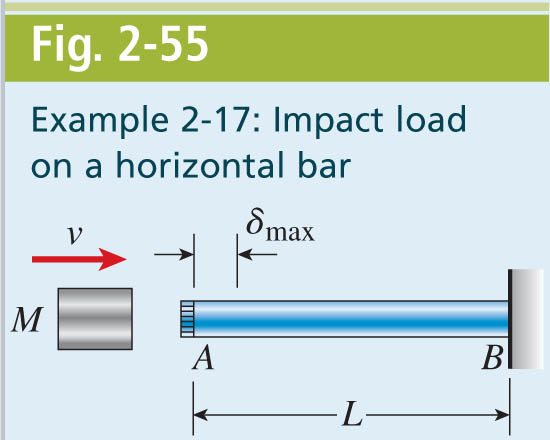 Fig. 2-55
Example 2-17: Impact load
on a horizontal bar
v
δmax
M
A
B
L